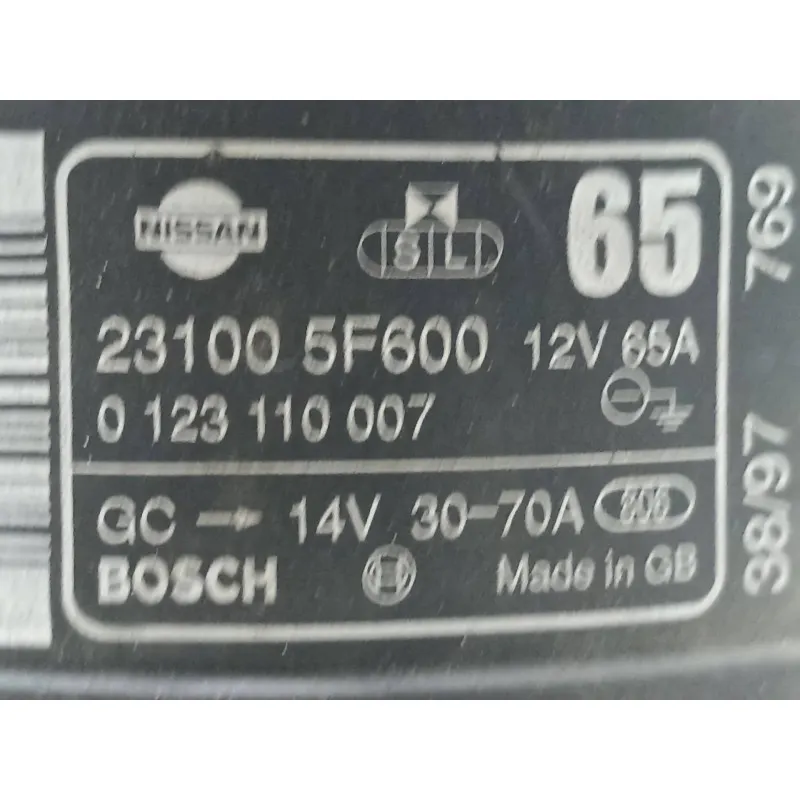 NISSAN
S L
65
23100 5F600 12V 65A
0 123 110 007
GC → 14V 30-70A
BOSCH
Made in GB
38/97 769